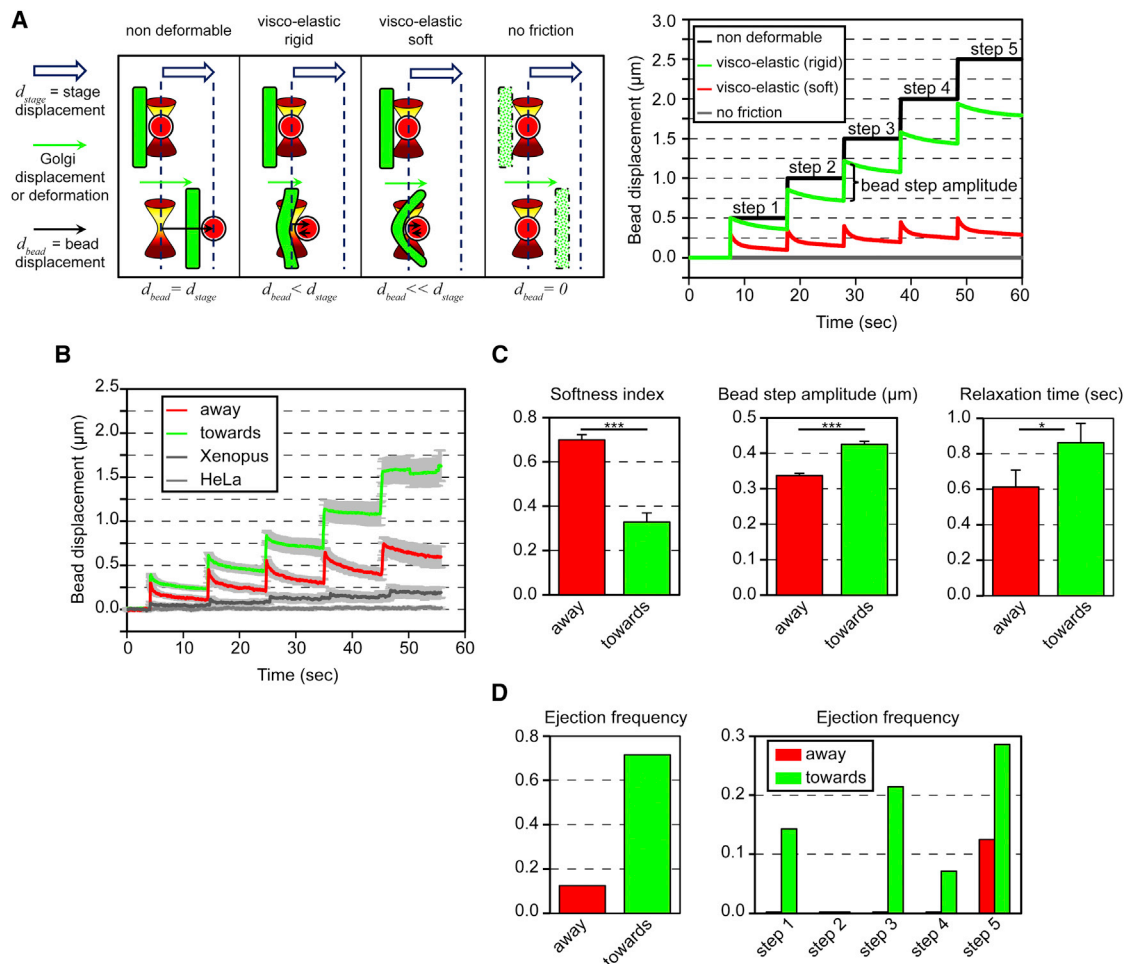 A
non deformable
visco-elastic
rigid
visco-elastic
soft
no friction
d stage = stage
displacement
Golgi
displacement
or deformation
d bead = bead
displacement
d bead = d stage
d bead < d stage
d bead << d stage
d bead = 0
Bead displacement (µm)
3.0
2.5
2.0
1.5
1.0
0.5
0.0
non deformable
visco-elastic (rigid)
visco-elastic (soft)
no friction
step 1
step 2
step 3
step 4
step 5
bead step amplitude
0 10 20 30 40 50 60
Time (sec)
B
Bead displacement (µm)
2.5
2.0
1.5
1.0
0.5
0.0
away
towards
Xenopus
HeLa
0 10 20 30 40 50 60
Time (sec)
C
Softness index
0.8
0.6
0.4
0.2
0.0
***
away
towards
Bead step amplitude (µm)
0.5
0.4
0.3
0.2
0.1
0.0
***
away
towards
Relaxation time (sec)
1.0
0.8
0.6
0.4
0.2
0.0
*
away
towards
D
Ejection frequency
0.8
0.6
0.4
0.2
0.0
away
towards
Ejection frequency
0.3
0.2
0.1
0.0
away
towards
step 1
step 2
step 3
step 4
step 5